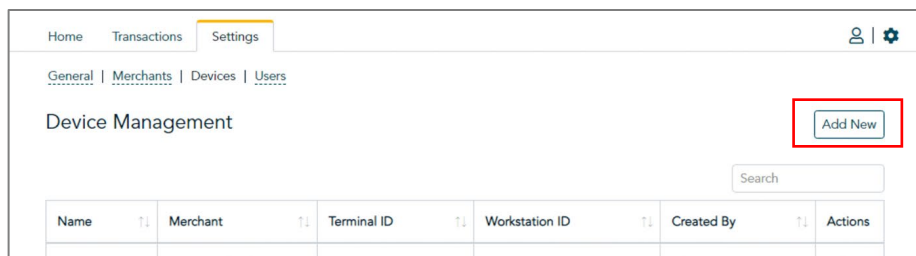 Home Transactions Settings
General | Merchants | Devices | Users
Device Management
Add New
Search
Name Merchant Terminal ID Workstation ID Created By Actions